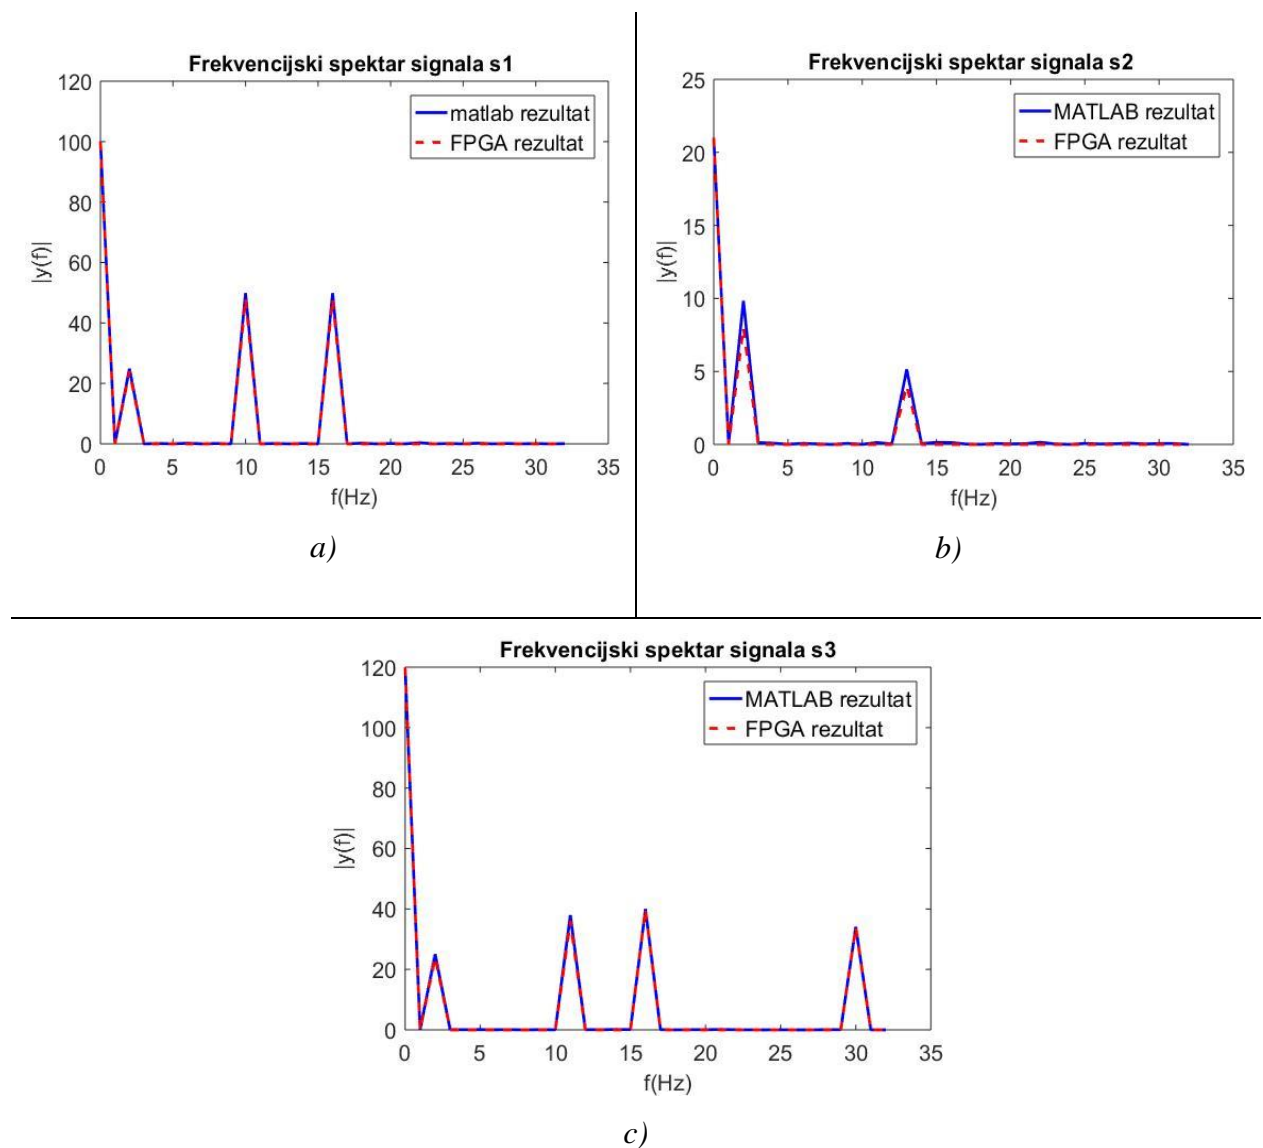 Frekvencijski spektar signala s1
120
100
80
60
40
20
0
|y(f)|
matlab rezultat
FPGA rezultat
0 5 10 15 20 25 30 35
f(Hz)
a)
Frekvencijski spektar signala s2
25
20
15
10
5
0
|y(f)|
MATLAB rezultat
FPGA rezultat
0 5 10 15 20 25 30 35
f(Hz)
b)
Frekvencijski spektar signala s3
120
100
80
60
40
20
0
|y(f)|
MATLAB rezultat
FPGA rezultat
0 5 10 15 20 25 30 35
f(Hz)
c)